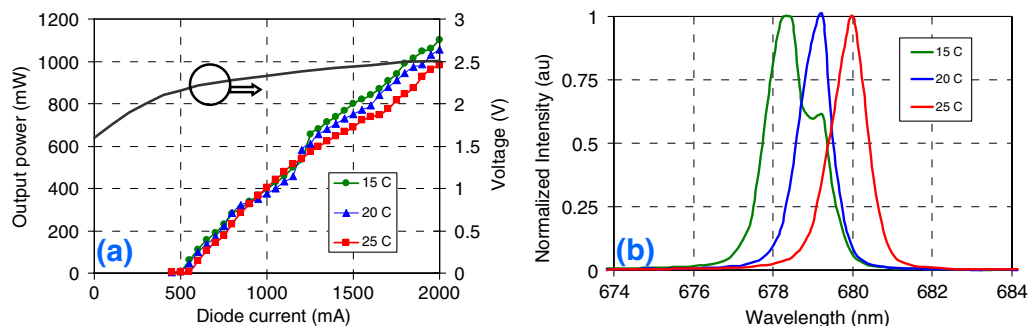 Output power (mW)
1200
1000
800
600
400
200
0
0
500
1000
1500
2000
Diode current (mA)
3
2.5
2
1.5
1
0.5
0
Voltage (V)
15 C
20 C
25 C
(a)
Normalized Intensity (au)
1
0.75
0.5
0.25
0
674
676
678
680
682
684
Wavelength (nm)
15 C
20 C
25 C
(b)